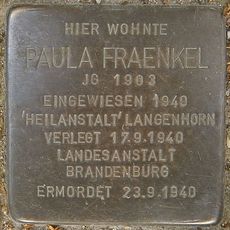 HIER WOHNTE
PAULA FRAENKEL
JG 1903
EINGEWIESEN 1940
'HEILANSTALT' LANGENHORN
VERLEGT 17.9.1940
LANDESANSTALT
BRANDENBURG
ERMORDET 23.9.1940